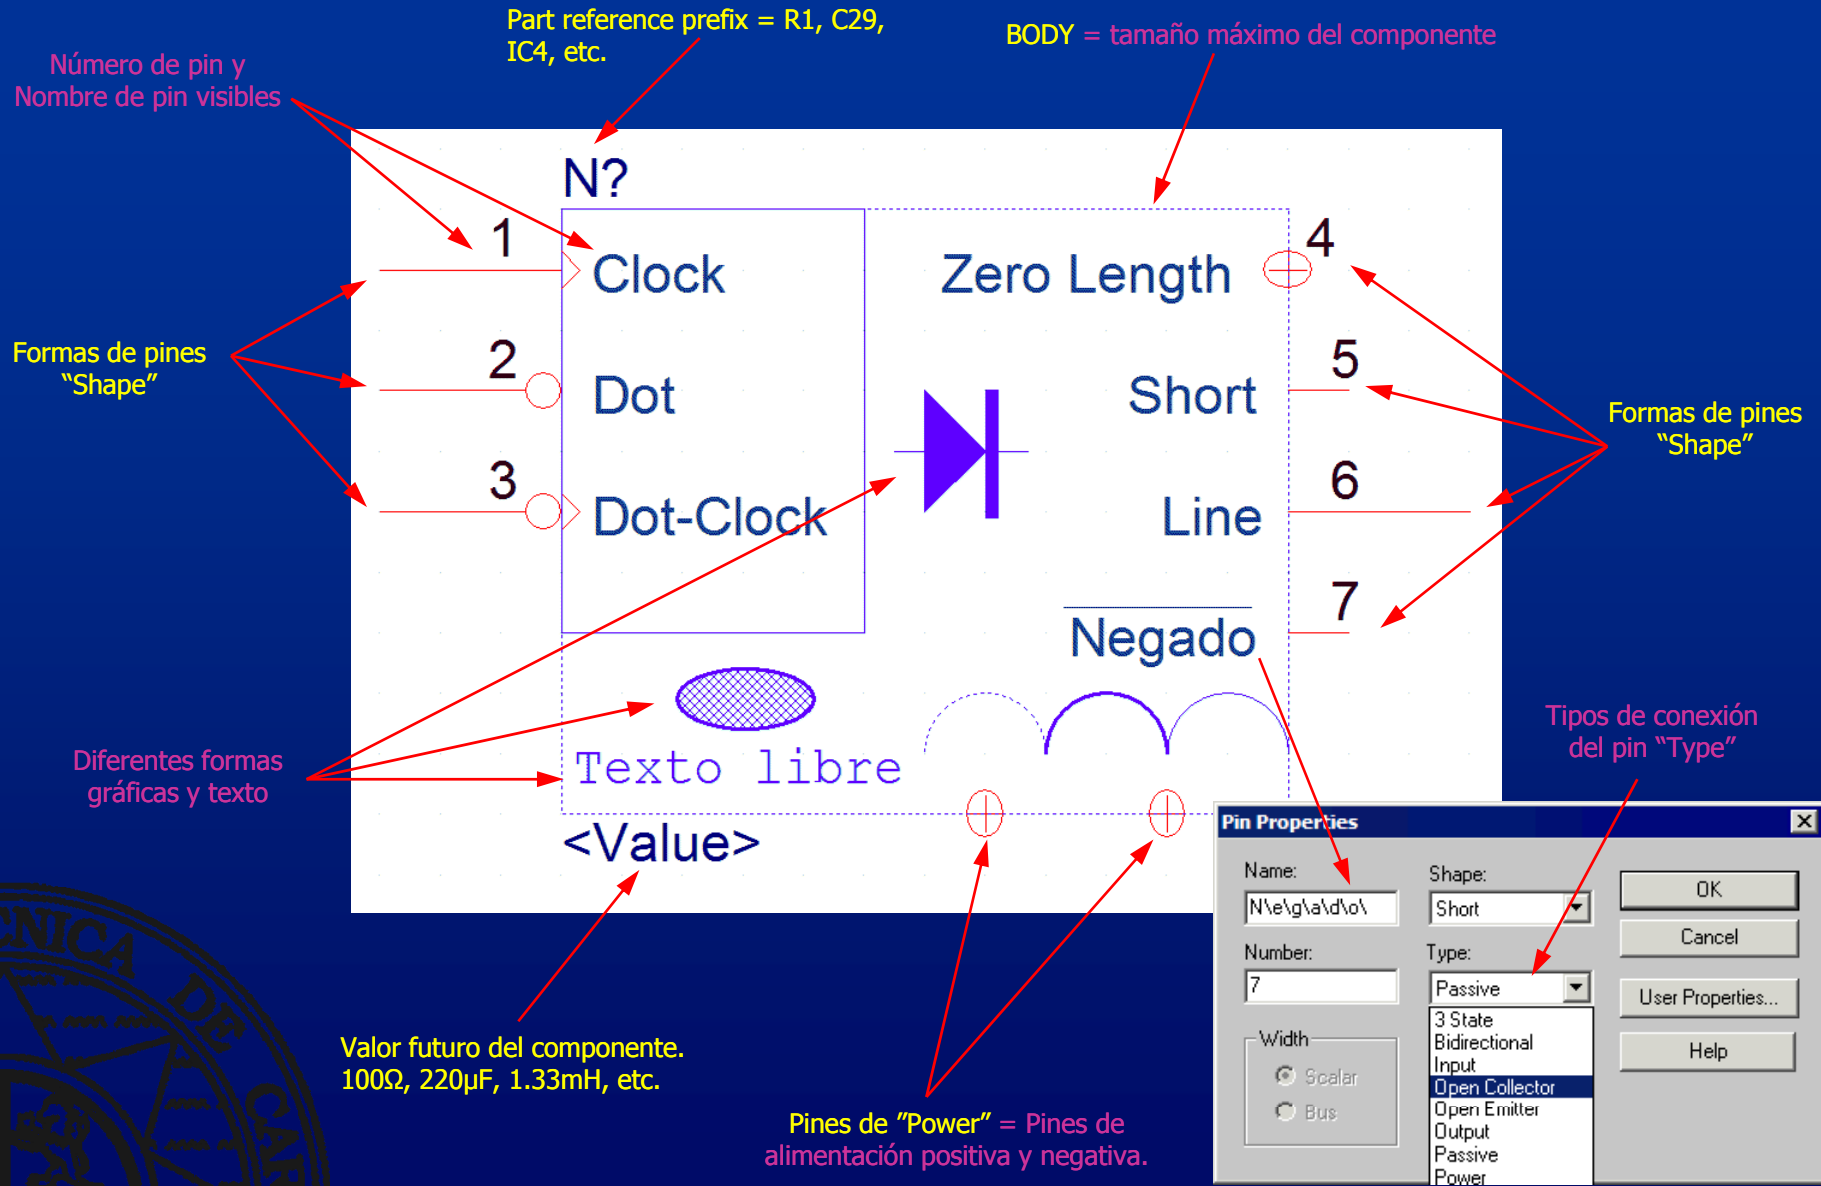 Part reference prefix = R1, C29,
IC4, etc.
BODY = tamaño máximo del componente
Número de pin y
Nombre de pin visibles
N?
1
Clock
Zero Length
4
2
Dot
Short
5
3
Dot-Clock
Line
6
Negado
7
Formas de pines
“Shape”
Formas de pines
“Shape”
Texto libre
<Value>
Diferentes formas
gráficas y texto
Tipos de conexión
del pin “Type”
Valor futuro del componente.
100Ω, 220µF, 1.33mH, etc.
Pines de ”Power” = Pines de
alimentación positiva y negativa.
Pin Properties
Name:
Shape:
N\e\g\a\d\o\
Short
OK
Cancel
Number:
Type:
7
Passive
User Properties...
Width
Scalar
Bus
3 State
Bidirectional
Input
Open Collector
Open Emitter
Output
Passive
Power
Help
CNICA DE CAR